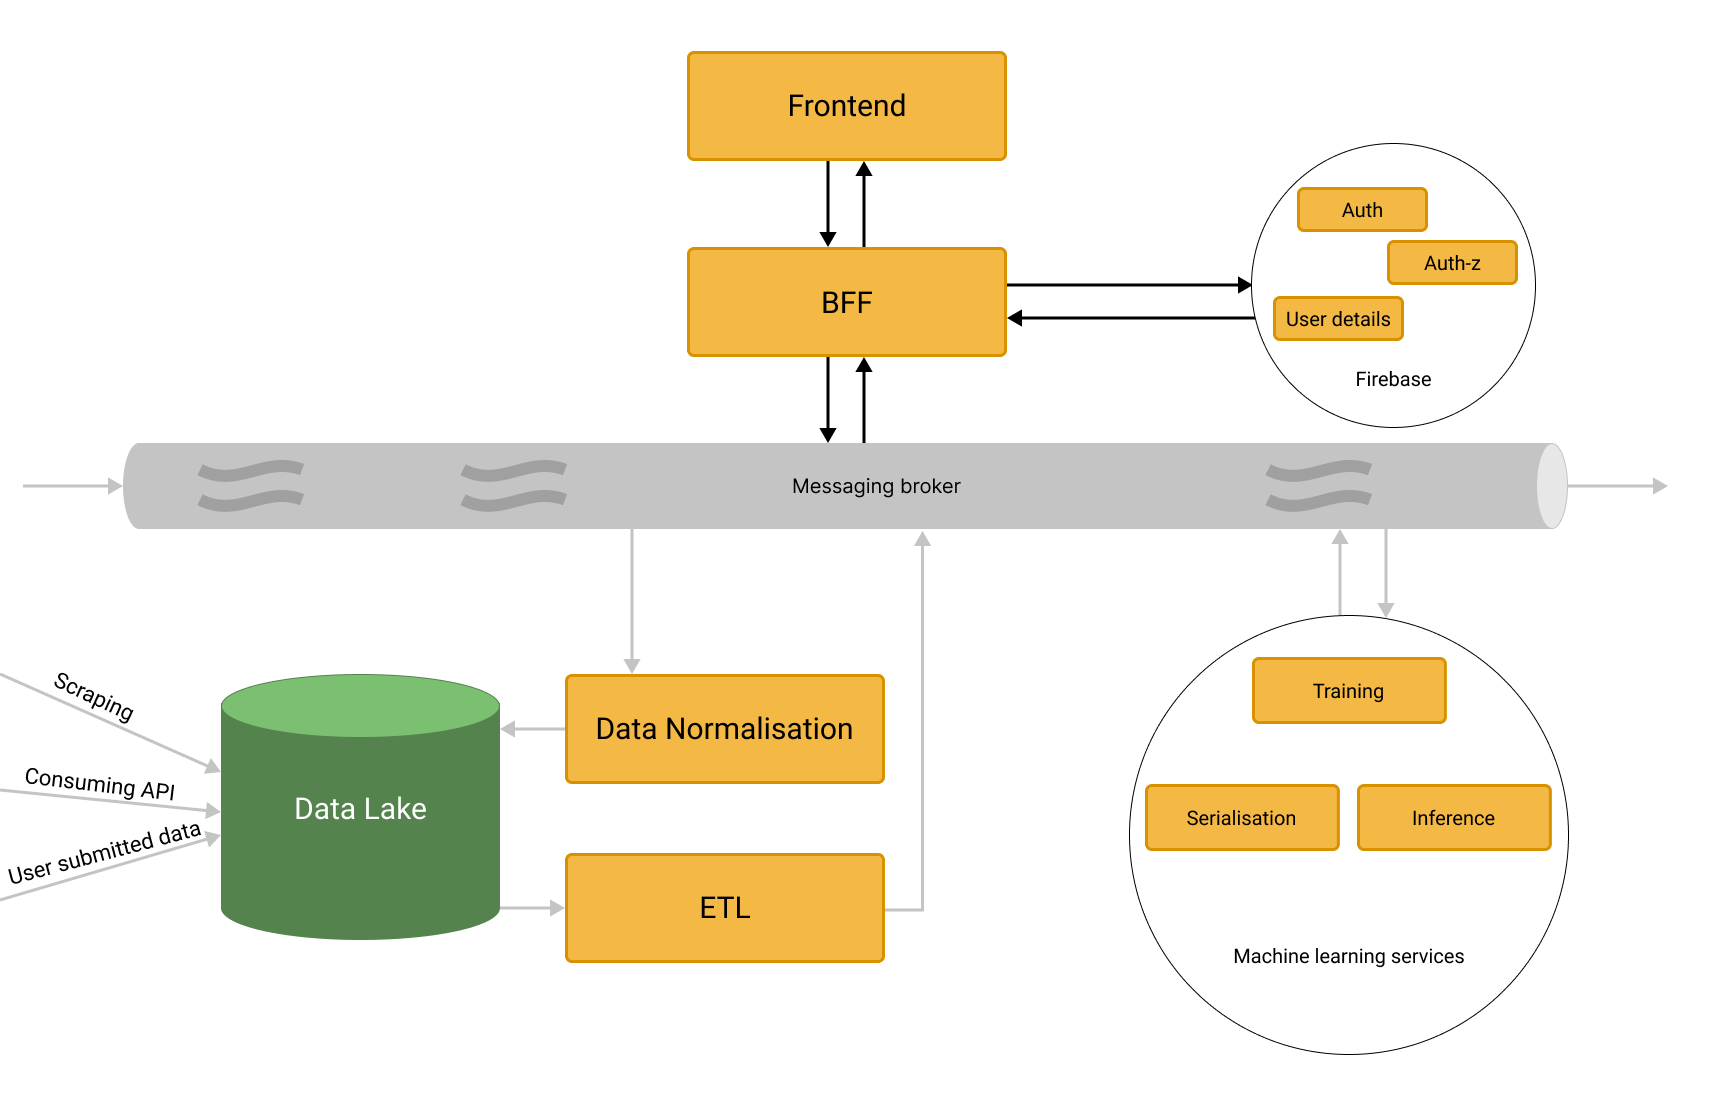 Frontend
Auth
Auth-z
BFF
User details
Firebase
Messaging broker
Scraping
Consuming API
User submitted data
Data Lake
Data Normalisation
ETL
Training
Serialisation
Inference
Machine learning services